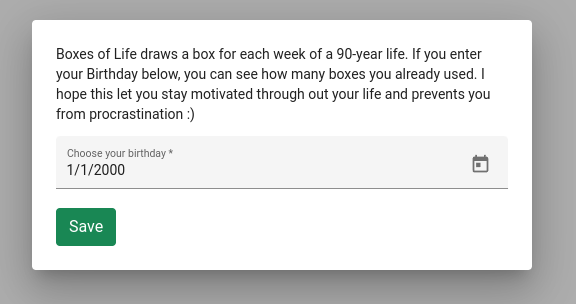 Boxes of Life draws a box for each week of a 90-year life. If you enter
your Birthday below, you can see how many boxes you already used. I
hope this let you stay motivated through out your life and prevents you
from procrastination :)
Choose your birthday *
1/1/2000
Save